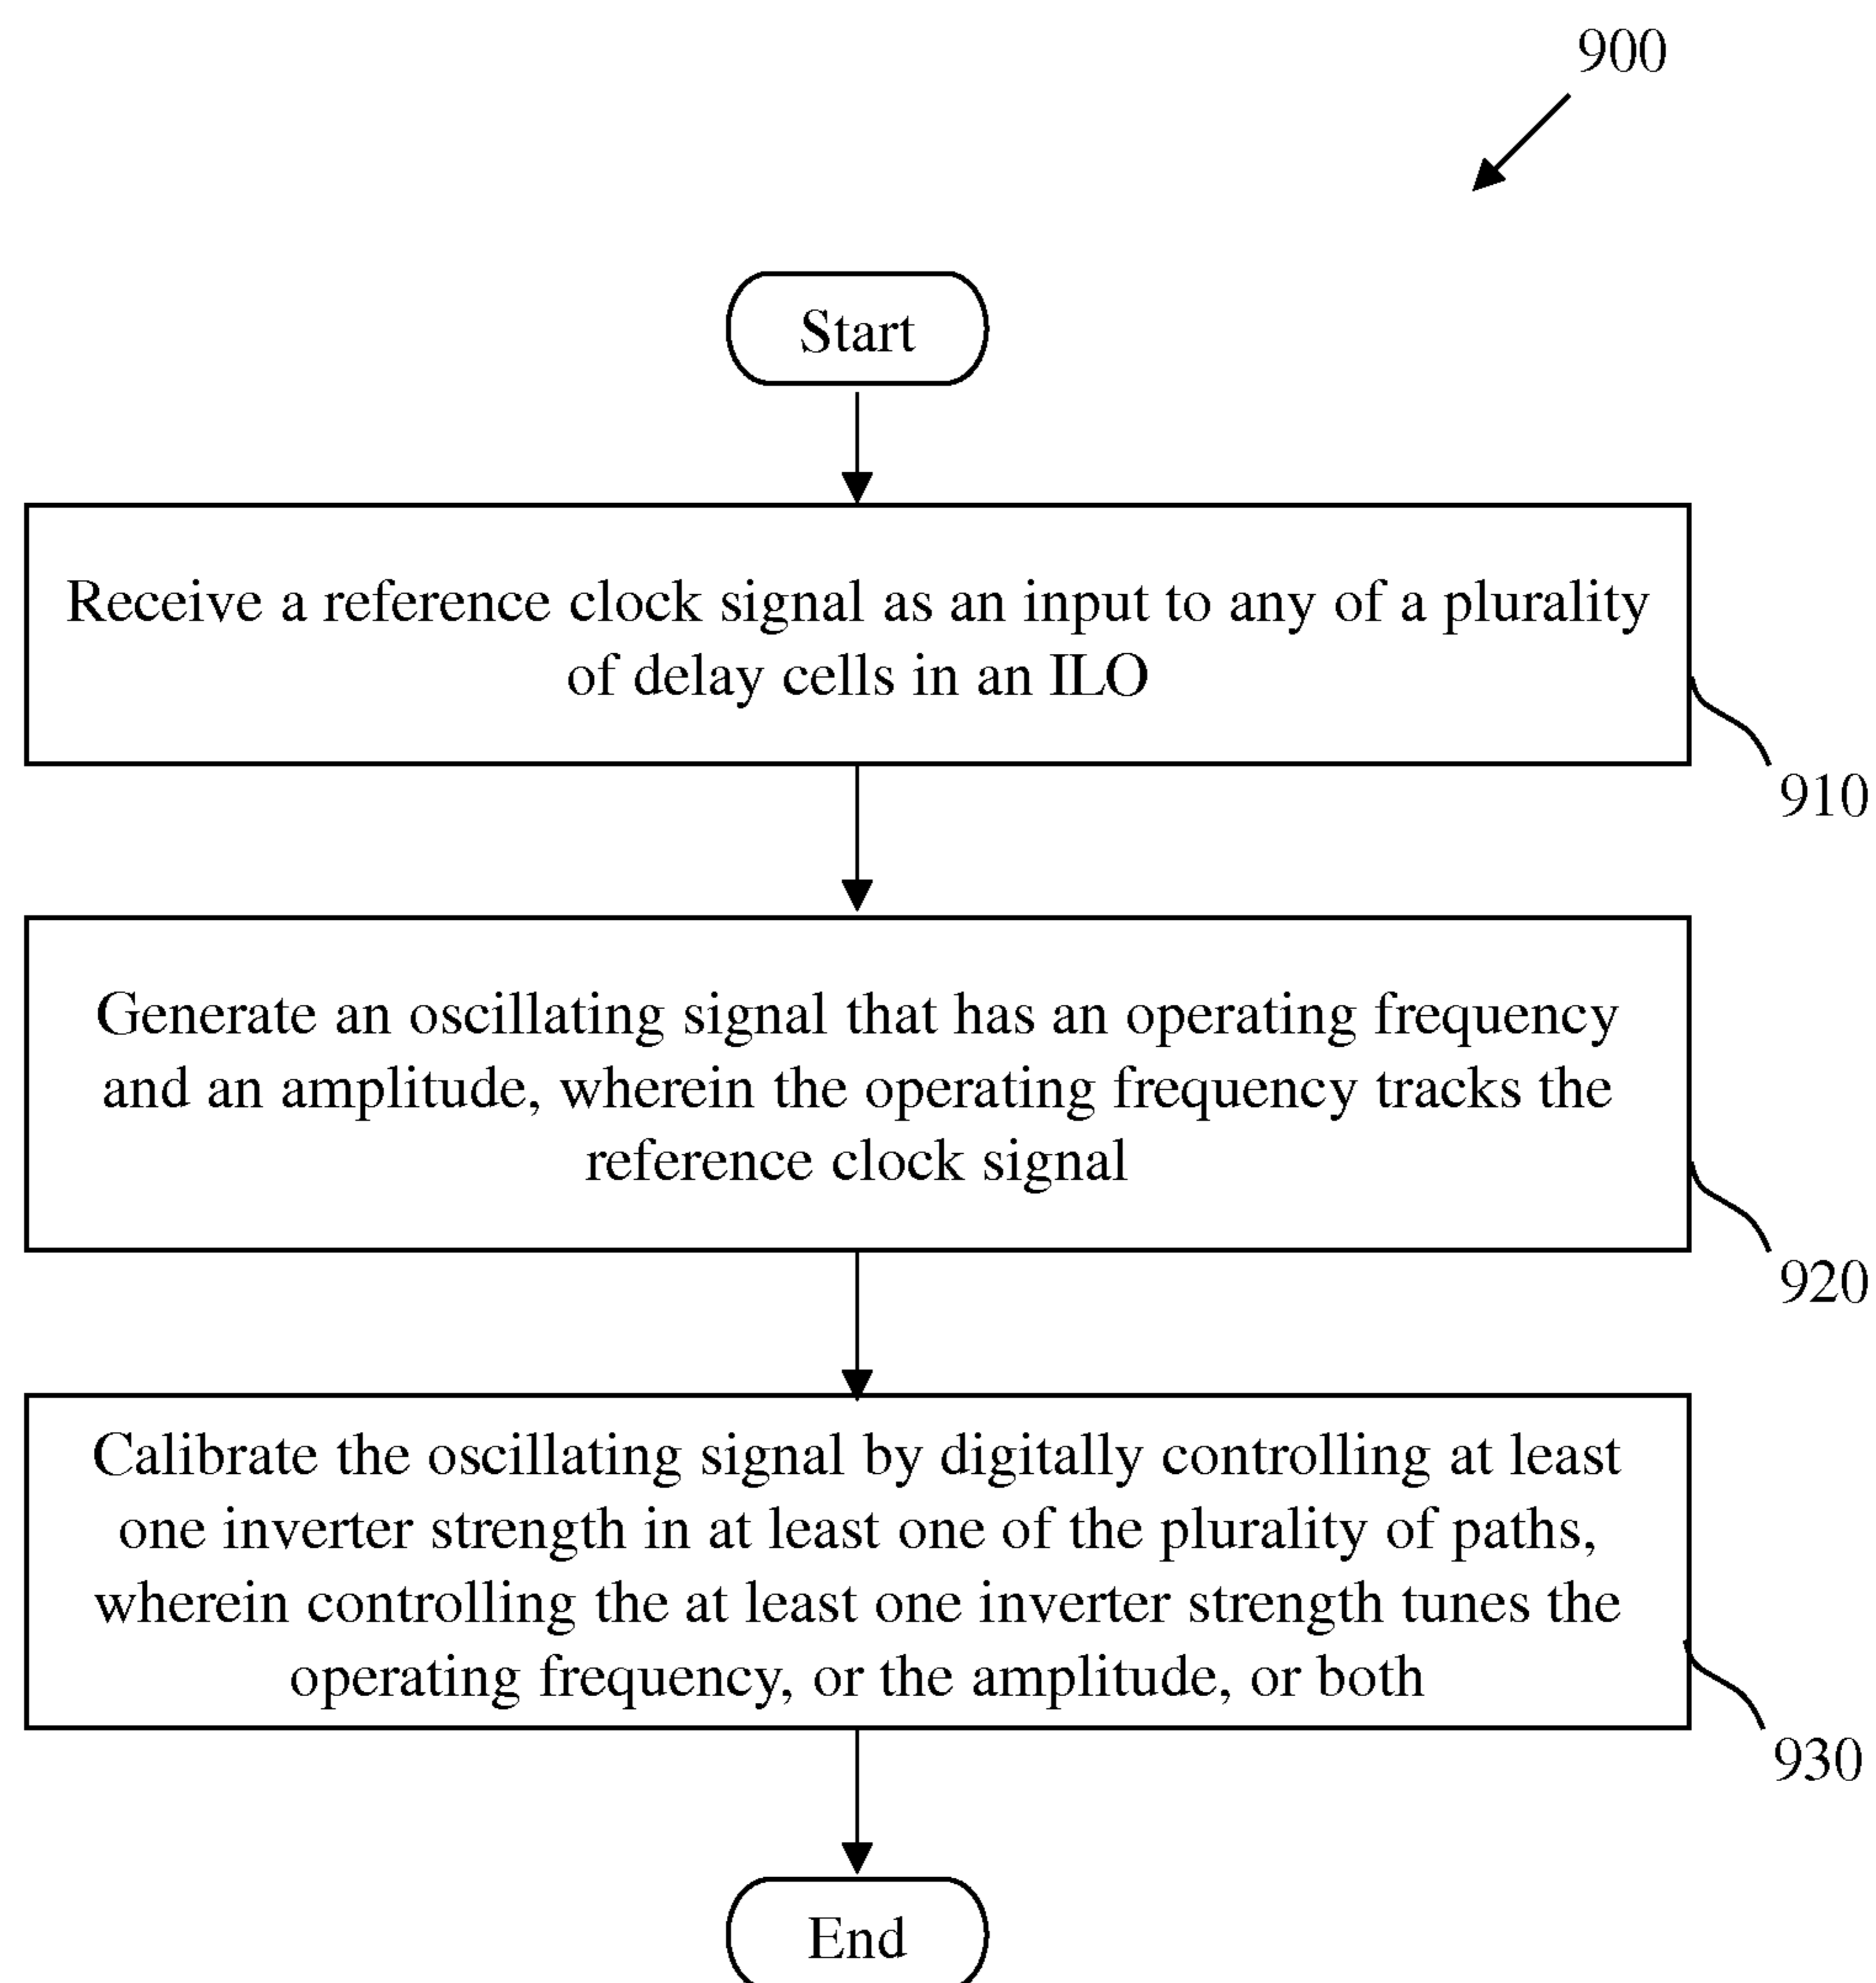 900
Start
Receive a reference clock signal as an input to any of a plurality
of delay cells in an ILO
910
Generate an oscillating signal that has an operating frequency
and an amplitude, wherein the operating frequency tracks the
reference clock signal
920
Calibrate the oscillating signal by digitally controlling at least
one inverter strength in at least one of the plurality of paths,
wherein controlling the at least one inverter strength tunes the
operating frequency, or the amplitude, or both
930
End